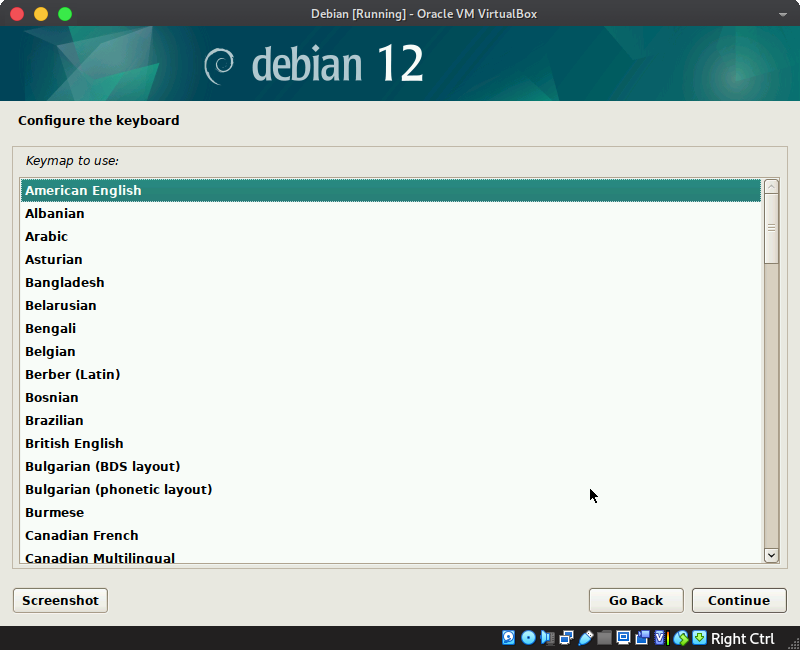 Debian [Running] - Oracle VM VirtualBox
debian 12
Configure the keyboard
Keymap to use:
American English
Albanian
Arabic
Asturian
Bangladesh
Belarusian
Bengali
Belgian
Berber (Latin)
Bosnian
Brazilian
British English
Bulgarian (BDS layout)
Bulgarian (phonetic layout)
Burmese
Canadian French
Canadian Multilingual
Screenshot
Go Back
Continue
Right Ctrl